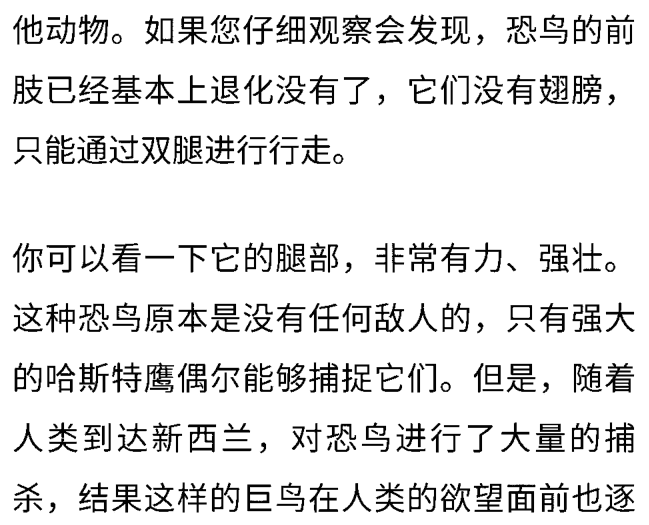 他动物。如果您仔细观察会发现，恐鸟的前
肢已经基本上退化没有了，它们没有翅膀，
只能通过双腿进行行走。
你可以看一下它的腿部，非常有力、强壮。
这种恐鸟原本是没有任何敌人的，只有强大
的哈斯特鹰偶尔能够捕捉它们。但是，随着
人类到达新西兰，对恐鸟进行了大量的捕
杀，结果这样的巨鸟在人类的欲望面前也逐